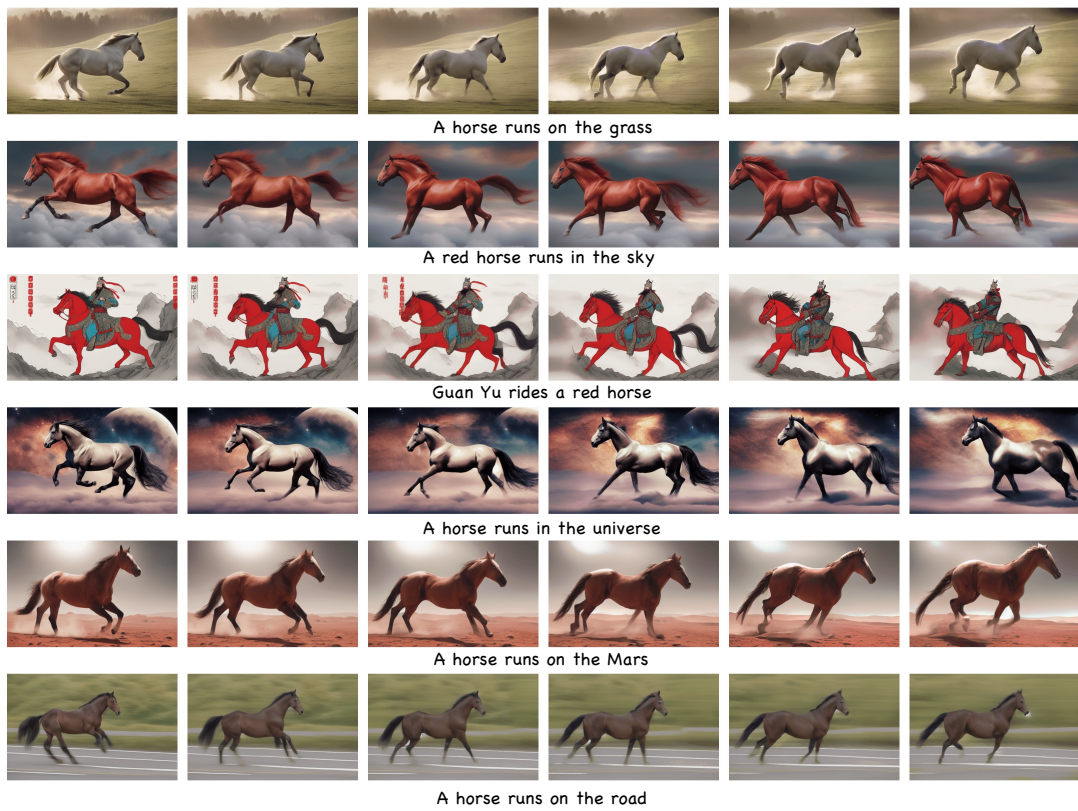 A horse runs on the grass
A red horse runs in the sky
Guan Yu rides a red horse
A horse runs in the universe
A horse runs on the Mars
A horse runs on the road